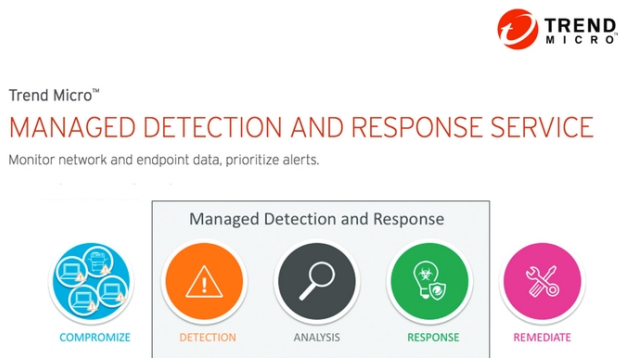 TREND
MICRO
Trend Micro™
MANAGED DETECTION AND RESPONSE SERVICE
Monitor network and endpoint data, prioritize alerts.
Managed Detection and Response
COMPROMIZE
DETECTION
ANALYSIS
RESPONSE
REMEDIATE